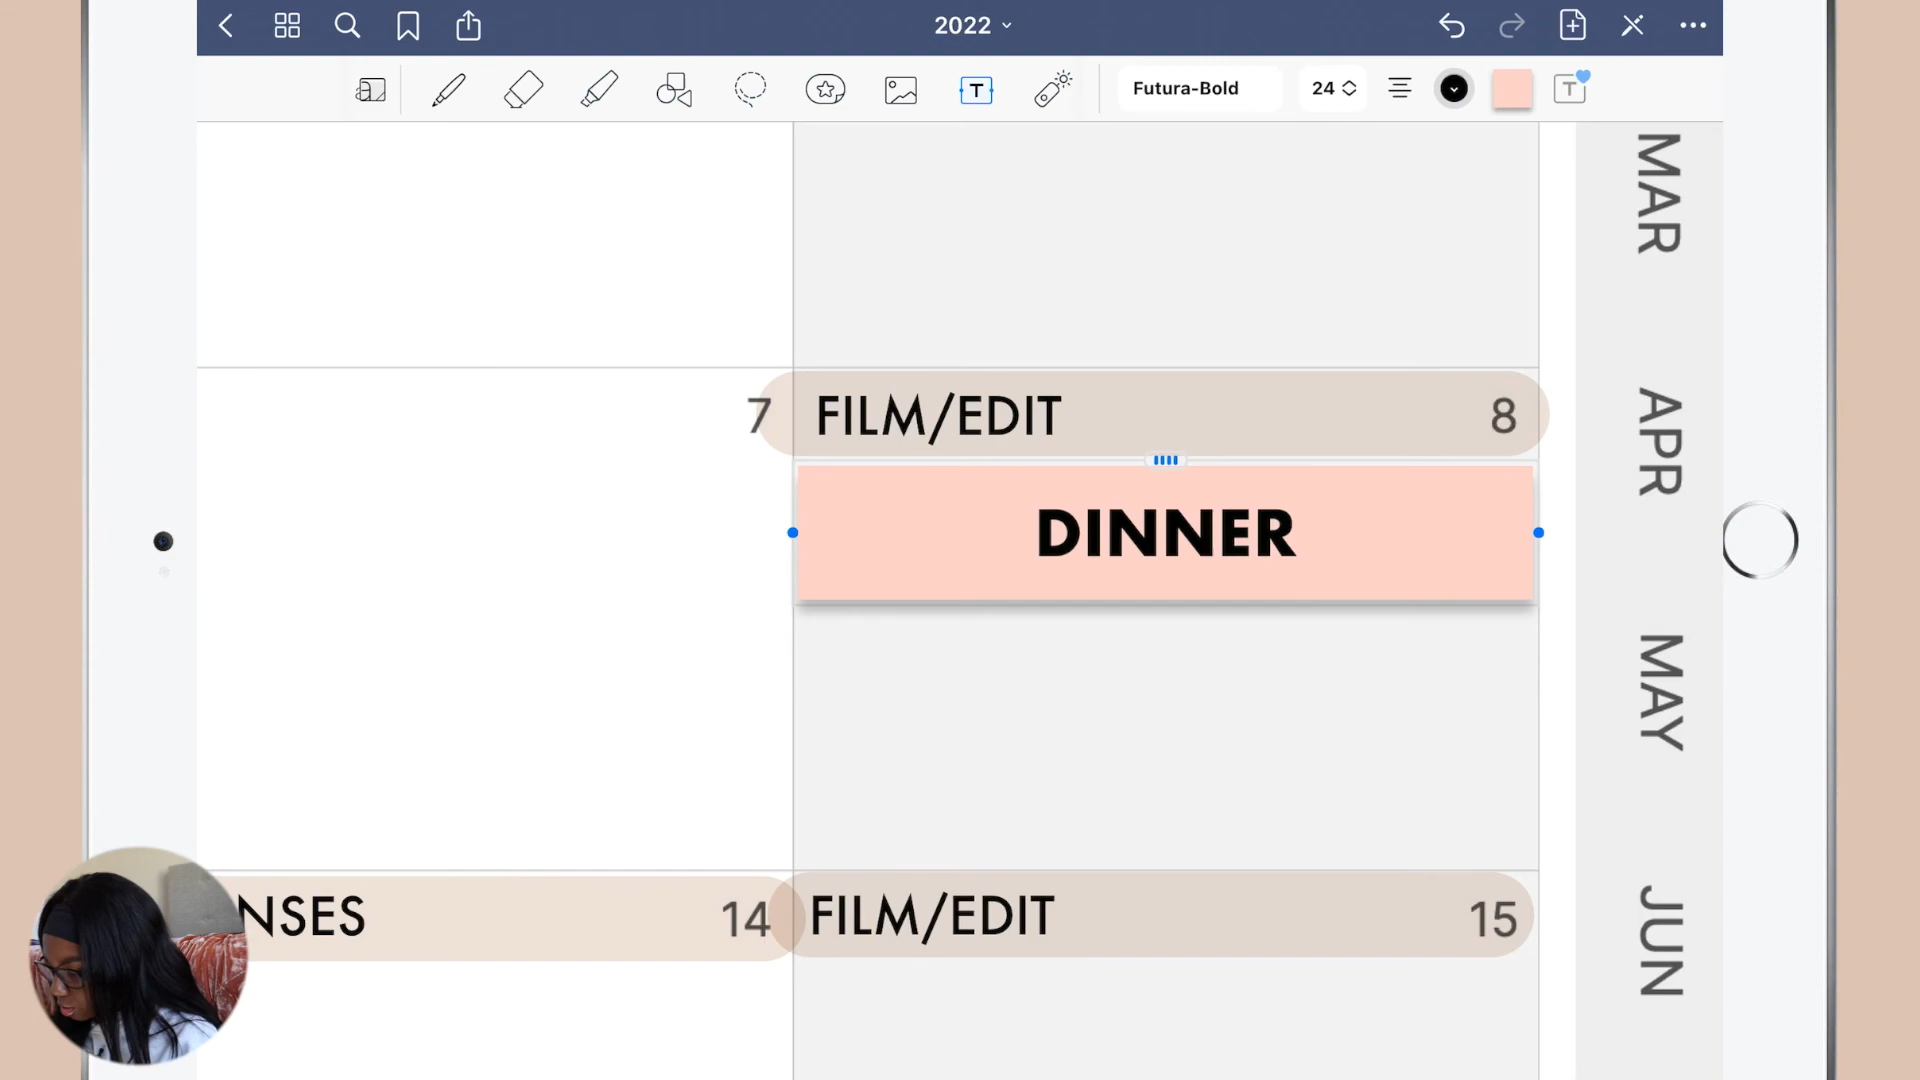 2022
Futura-Bold
24
MAR
7
FILM/EDIT
8
APR
DINNER
MAY
NSES
14
FILM/EDIT
15
JUN